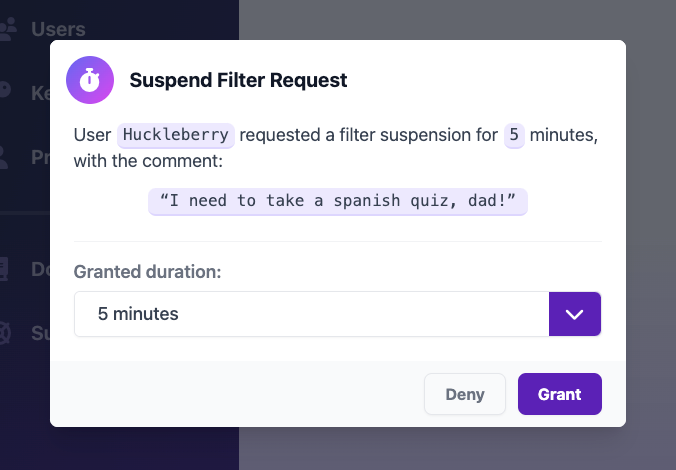 Users
Ke
Suspend Filter Request
Pr
User Huckleberry requested a filter suspension for 5 minutes,
with the comment:
“I need to take a spanish quiz, dad!”
Do
Granted duration:
5 minutes
Su
Deny Grant